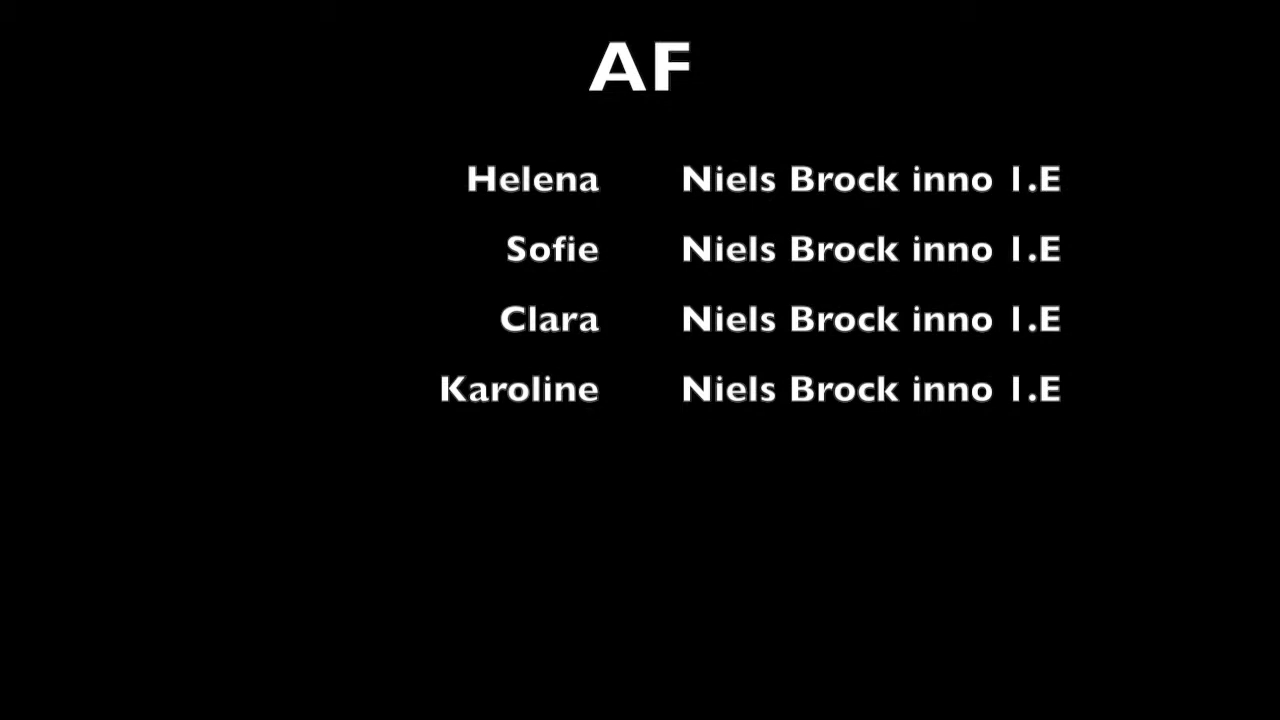 AF
Helena Niels Brock inno 1.E
Sofie Niels Brock inno 1.E
Clara Niels Brock inno 1.E
Karoline Niels Brock inno 1.E